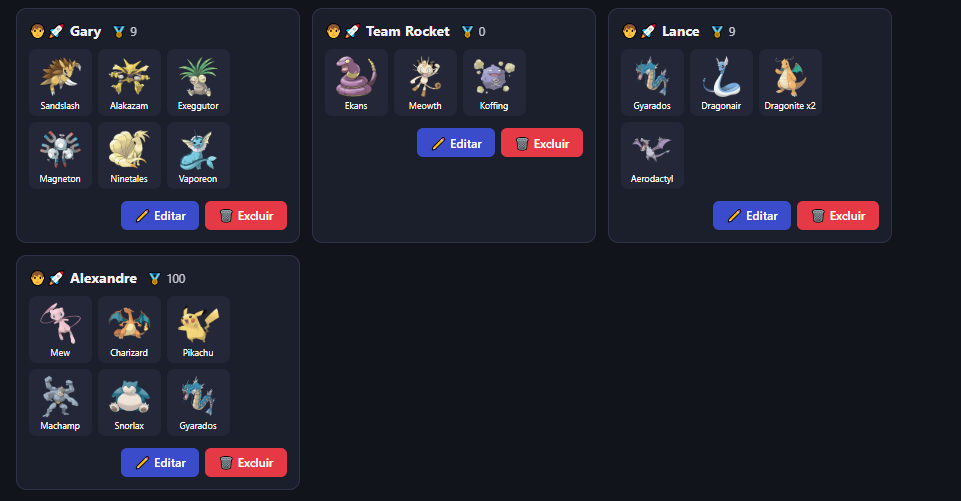 Gary 9
Sandslash Alakazam Exeggutor
Magneton Ninetales Vaporeon
Editar Excluir
Team Rocket 0
Ekans Meowth Koffing
Editar Excluir
Lance 9
Gyarados Dragonair Dragonite x2
Aerodactyl
Editar Excluir
Alexandre 100
Mew Charizard Pikachu
Machamp Snorlax Gyarados
Editar Excluir